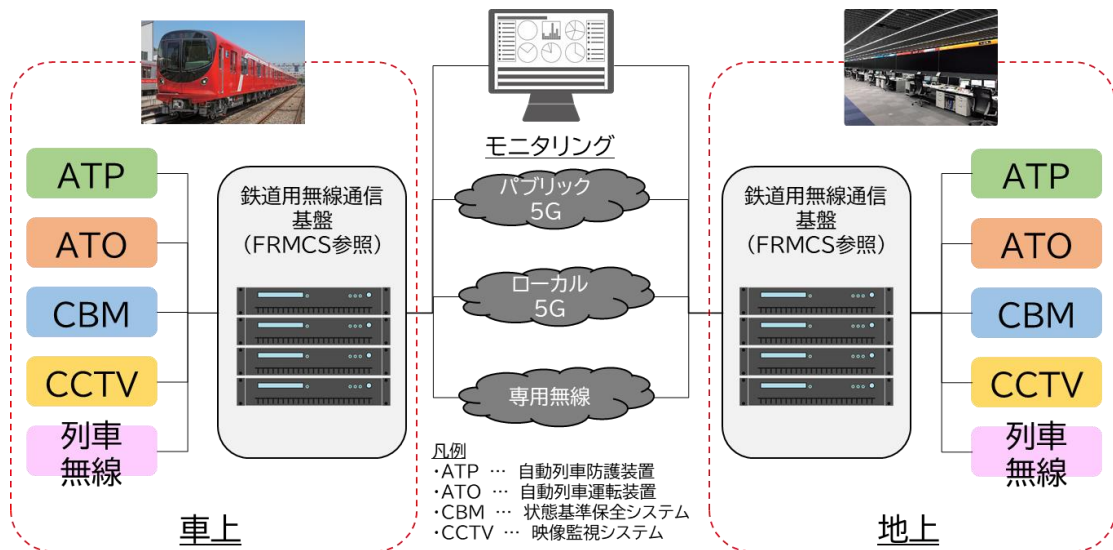 モニタリング
ATP
ATO
CBM
CCTV
列車
無線
鉄道用無線通信
基盤
(FRMCS参照)
車上
パブリック
5G
ローカル
5G
専用無線
凡例
・ATP … 自動列車防護装置
・ATO … 自動列車運転装置
・CBM … 状態基準保全システム
・CCTV … 映像監視システム
鉄道用無線通信
基盤
(FRMCS参照)
ATP
ATO
CBM
CCTV
列車
無線
地上